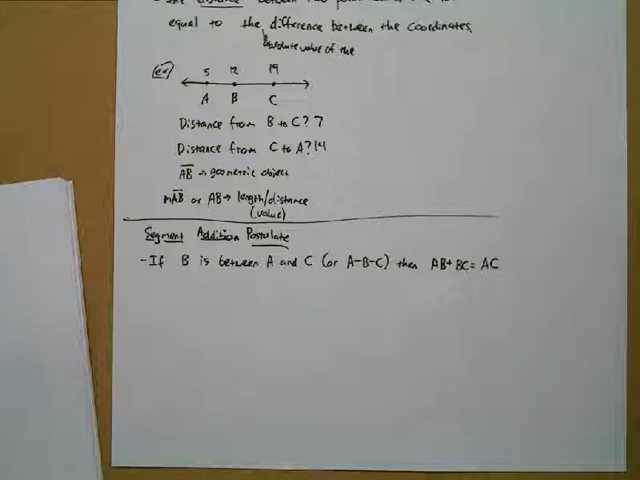 equal to the difference between the coordinates.
absolute value of the
ex
5 12 19
A B C
Distance from B to C? 7
Distance from C to A? 14
AB → geometric object
mAB or AB → length/distance
(value)
Segment Addition Postulate
- If B is between A and C (or A-B-C) then AB+BC=AC